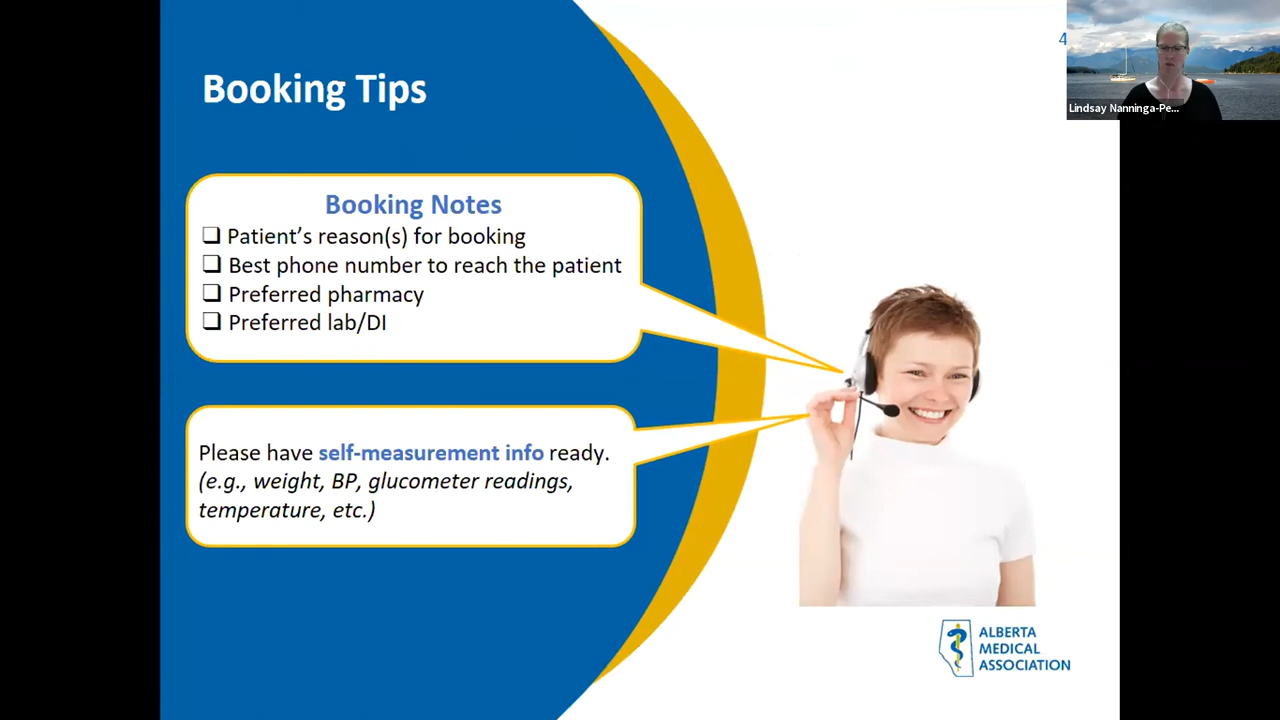 Booking Tips
4
Lindsay Nanninga-Pe...
Booking Notes
❑ Patient’s reason(s) for booking
❑ Best phone number to reach the patient
❑ Preferred pharmacy
❑ Preferred lab/DI
Please have self-measurement info ready.
(e.g., weight, BP, glucometer readings,
temperature, etc.)
ALBERTA
MEDICAL
ASSOCIATION